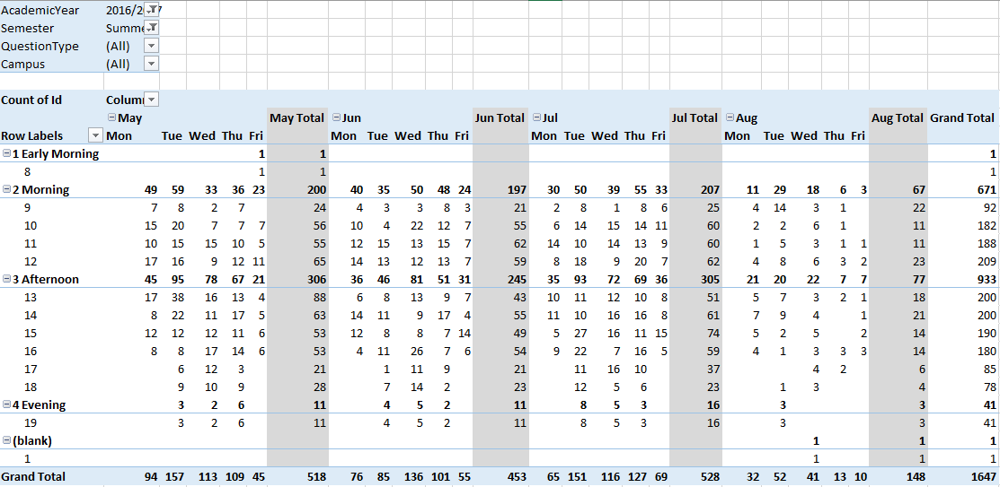 AcademicYear 2016/2 7
Semester Summe
QuestionType (All)
Campus (All)
Count of Id Colum
May May Total Jun Jun Total Jul Jul Total Aug Aug Total Grand Total
Row Labels Mon Tue Wed Thu Fri Mon Tue Wed Thu Fri Mon Tue Wed Thu Fri Mon Tue Wed Thu Fri
1 Early Morning 1 1 1
8 1 1 1
2 Morning 49 59 33 36 23 200 40 35 50 48 24 197 30 50 39 55 33 207 11 29 18 6 3 67 671
9 7 8 2 7 24 4 3 3 8 3 21 2 8 1 8 6 25 4 14 3 1 22 92
10 15 20 7 7 7 56 10 4 22 12 7 55 6 14 15 14 11 60 2 2 6 1 11 182
11 10 15 15 10 5 55 12 15 13 15 7 62 14 10 14 13 9 60 1 5 3 1 1 11 188
12 17 16 9 12 11 65 14 13 12 13 7 59 8 18 9 20 7 62 4 8 6 3 2 23 209
3 Afternoon 45 95 78 67 21 306 36 46 81 51 31 245 35 93 72 69 36 305 21 20 22 7 7 77 933
13 17 38 16 13 4 88 6 8 13 9 7 43 10 11 12 10 8 51 5 7 3 2 1 18 200
14 8 22 11 17 5 63 14 11 9 17 4 55 11 10 16 16 8 61 7 9 4 1 21 200
15 12 12 12 11 6 53 12 8 8 7 14 49 5 27 16 11 15 74 5 2 5 2 14 190
16 8 8 17 14 6 53 4 11 26 7 6 54 9 22 7 16 5 59 4 1 3 3 3 14 180
17 6 12 3 21 1 11 9 21 11 16 10 37 4 2 6 85
18 9 10 9 28 7 14 2 23 12 5 6 23 1 3 4 78
4 Evening 3 2 6 11 4 5 2 11 8 5 3 16 3 3 41
19 3 2 6 11 4 5 2 11 8 5 3 16 3 3 41
(blank) 1 1 1
1 1 1 1
Grand Total 94 157 113 109 45 518 76 85 136 101 55 453 65 151 116 127 69 528 32 52 41 13 10 148 1647